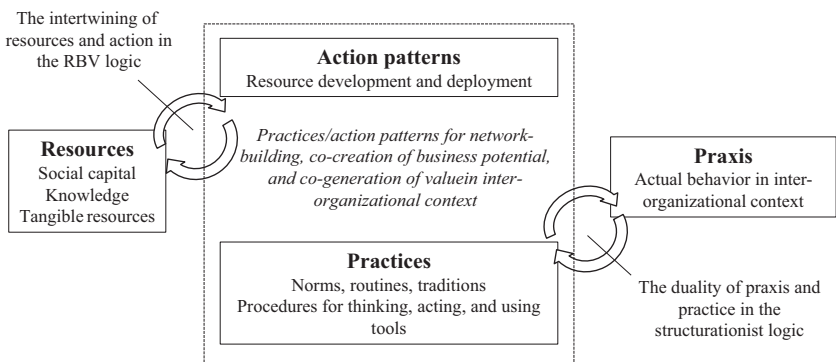 The intertwining of
resources and action in
the RBV logic
Action patterns
Resource development and deployment
Resources
Social capital
Knowledge
Tangible resources
Practices/action patterns for network-
building, co-creation of business potential,
and co-generation of valuein inter-
organizational context
Praxis
Actual behavior in inter-
organizational context
Practices
Norms, routines, traditions
Procedures for thinking, acting, and using
tools
The duality of praxis and
practice in the
structurationist logic